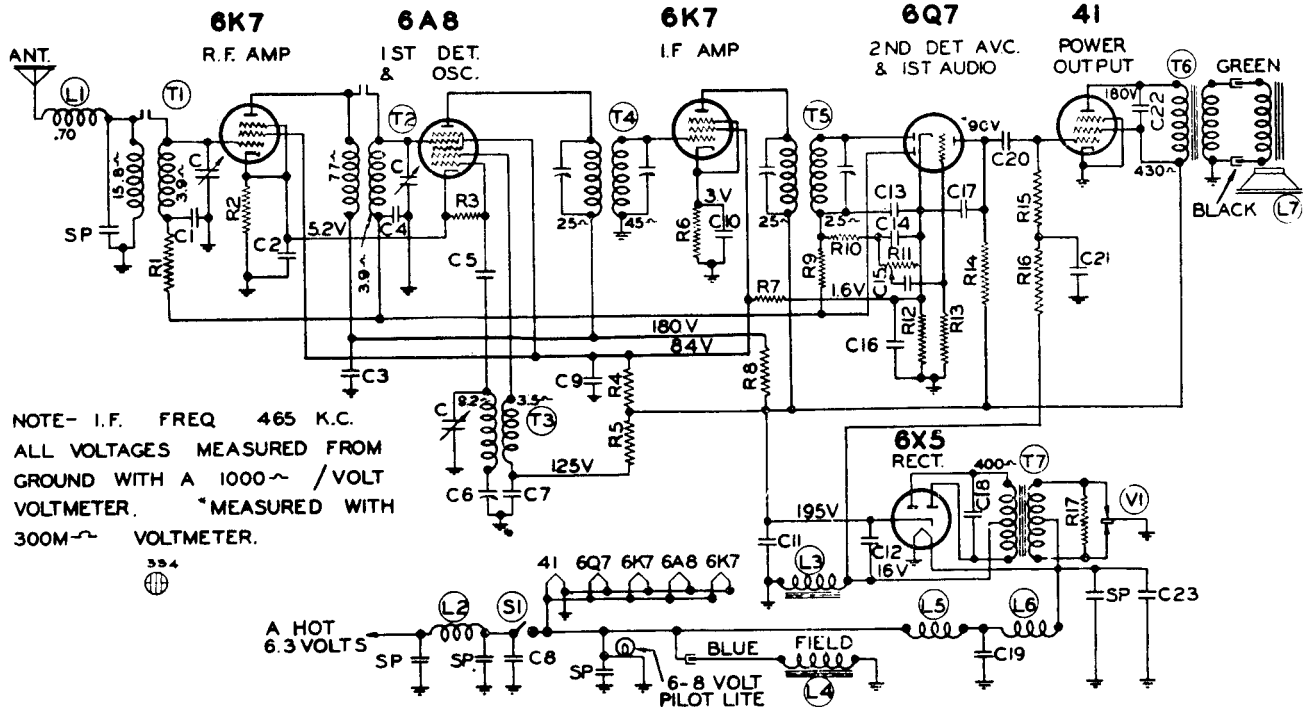 6K7 6A8 6K7 6Q7 41
ANT. R.F. AMP 1ST DET. & OSC. I.F AMP 2ND DET AVC. & 1ST AUDIO POWER OUTPUT T6 GREEN
L1 T1 T2 T4 T5 180V C22
.70 C C *90V C20
15.8~ 3.9~ 77~ 430~
R2 R3 3V C13 C17 R15 BLACK L7
SP C1 C2 5.2V C4 25~ 45~ R6 C10 25~ 25~ C14
R1 3.9~ C5 R9 R10 R11 R14 R16 C21
R7 1.6V C15 R12 R13
180V
84V C16
C3 C9 R4 R8
C 9.2~ 3.5~ T3 R5
NOTE- I.F. FREQ 465 K.C.
ALL VOLTAGES MEASURED FROM
GROUND WITH A 1000~ /VOLT
VOLTMETER. *MEASURED WITH
300M~ VOLTMETER.
334
125V
C6 C7
6X5
RECT. 400~ T7
195V C18 R17 V1
C11 C12
16V
L3
41 6Q7 6K7 6A8 6K7
A HOT
6.3 VOLTS
L2 S1 L5 L6 SP C23
SP SP C8 SP BLUE FIELD C19
6-8 VOLT
PILOT LITE
L4